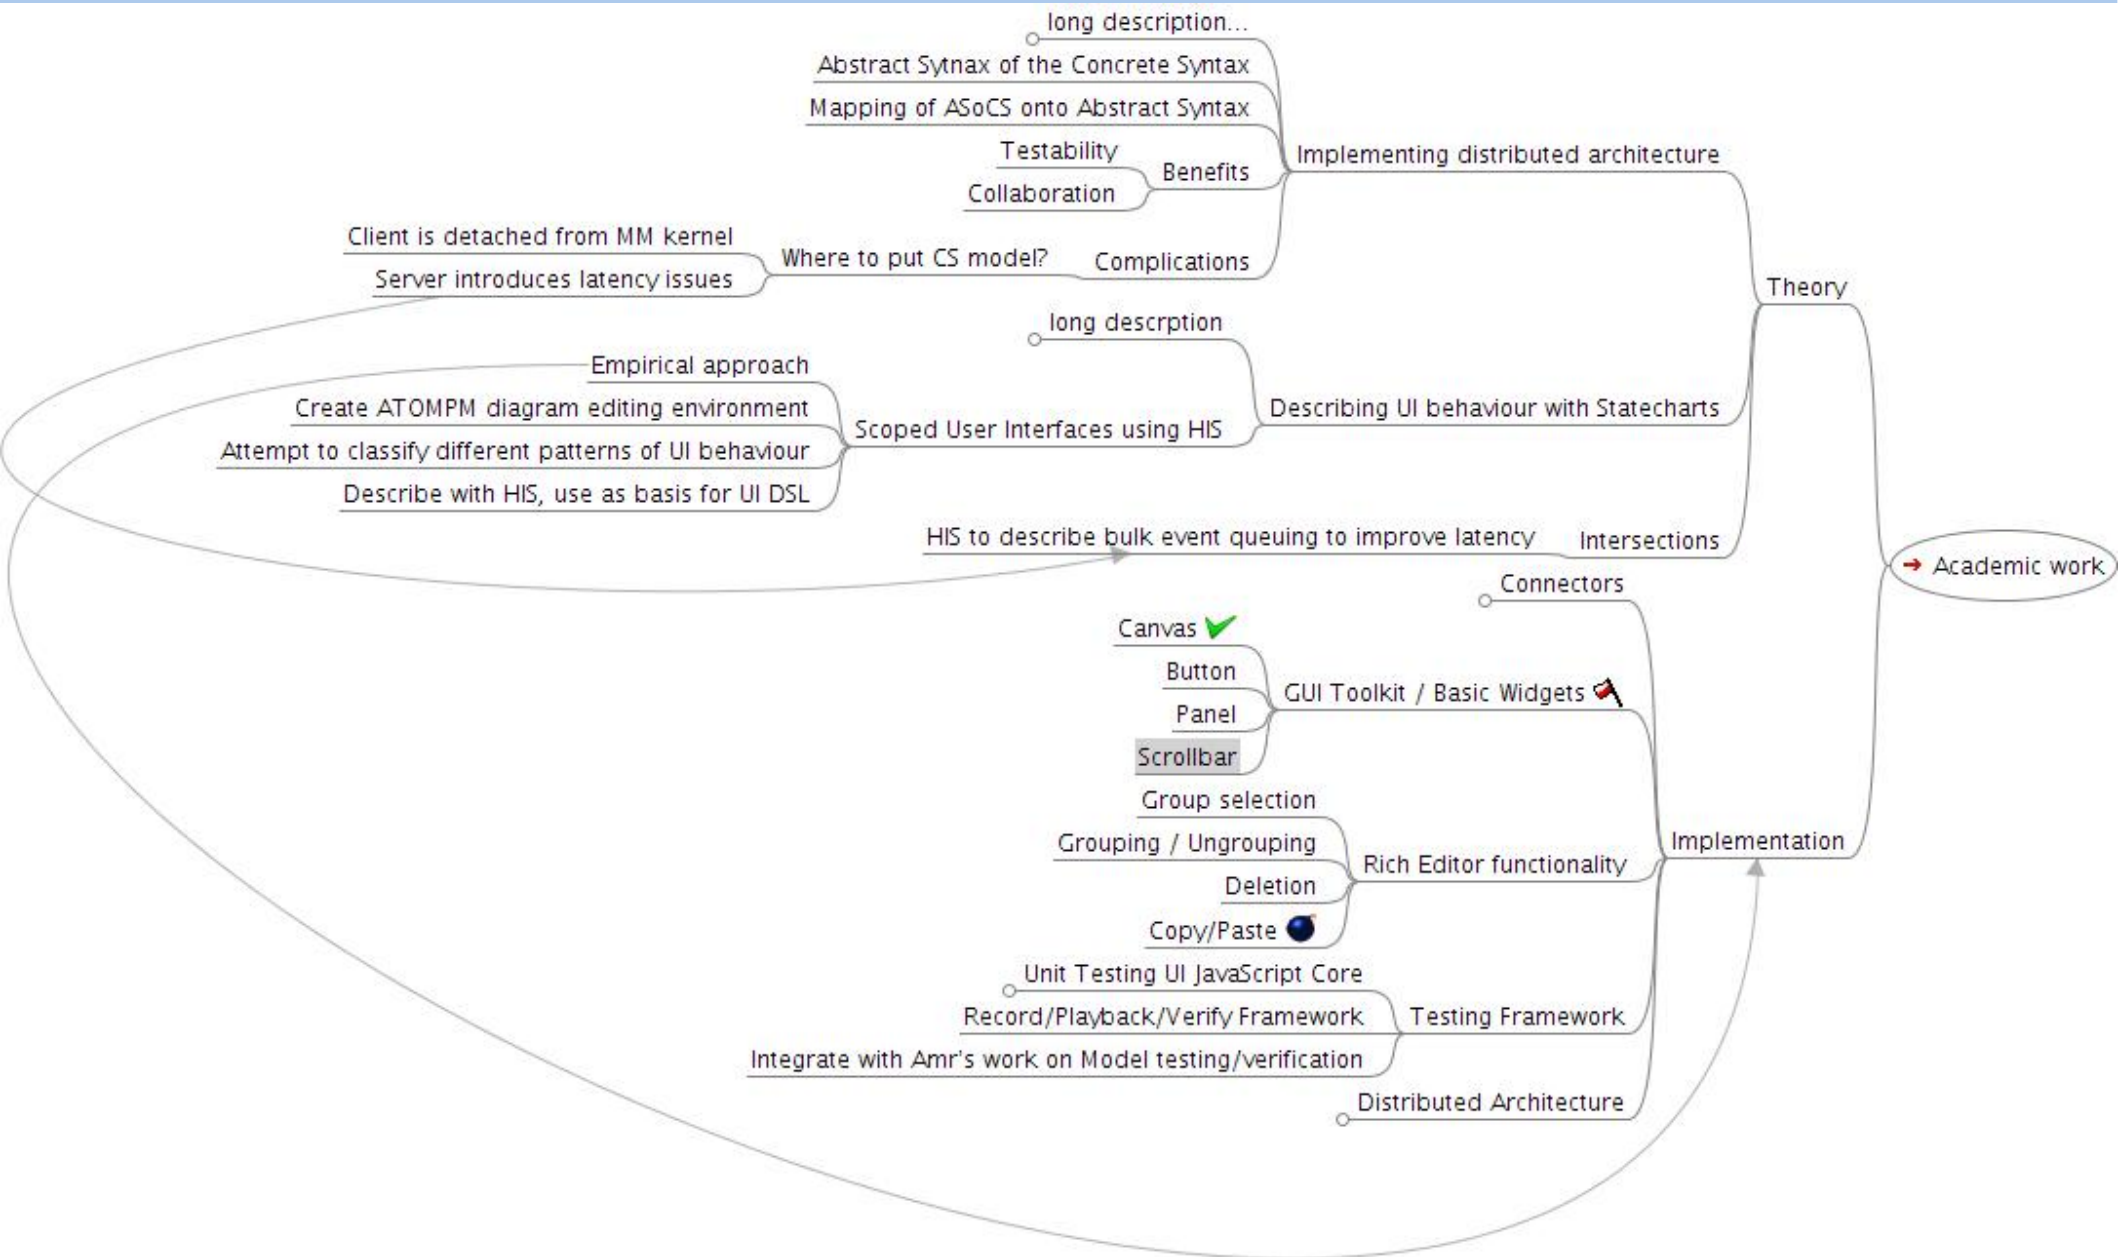 long description...
Abstract Sytnax of the Concrete Syntax
Mapping of ASoCS onto Abstract Syntax
Testability
Benefits
Collaboration
Implementing distributed architecture
Client is detached from MM kernel
Where to put CS model?
Complications
Server introduces latency issues
Theory
long descrption
Empirical approach
Create ATOMPM diagram editing environment
Scoped User Interfaces using HIS
Describing UI behaviour with Statecharts
Attempt to classify different patterns of UI behaviour
Describe with HIS, use as basis for UI DSL
HIS to describe bulk event queuing to improve latency
Intersections
Academic work
Connectors
Canvas
Button
GUI Toolkit / Basic Widgets
Panel
Scrollbar
Group selection
Grouping / Ungrouping
Rich Editor functionality
Implementation
Deletion
Copy/Paste
Unit Testing UI JavaScript Core
Record/Playback/Verify Framework
Testing Framework
Integrate with Amr's work on Model testing/verification
Distributed Architecture